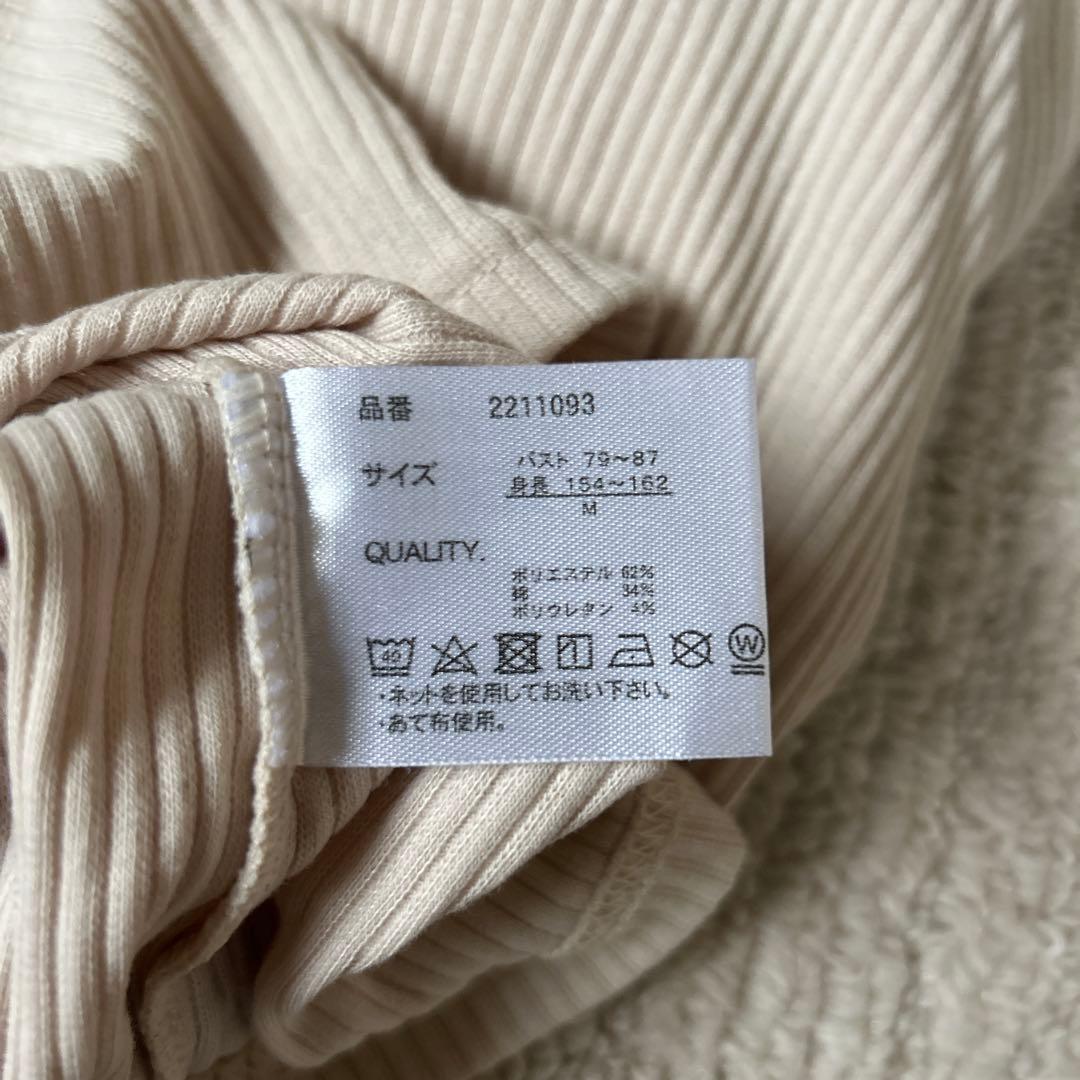 品番 2211093
サイズ バスト 79～87
身長 154～162
M
QUALITY.
ポリエステル 62%
綿 34%
ポリウレタン 4%
40 W
・ネットを使用してお洗い下さい。
・あて布使用。